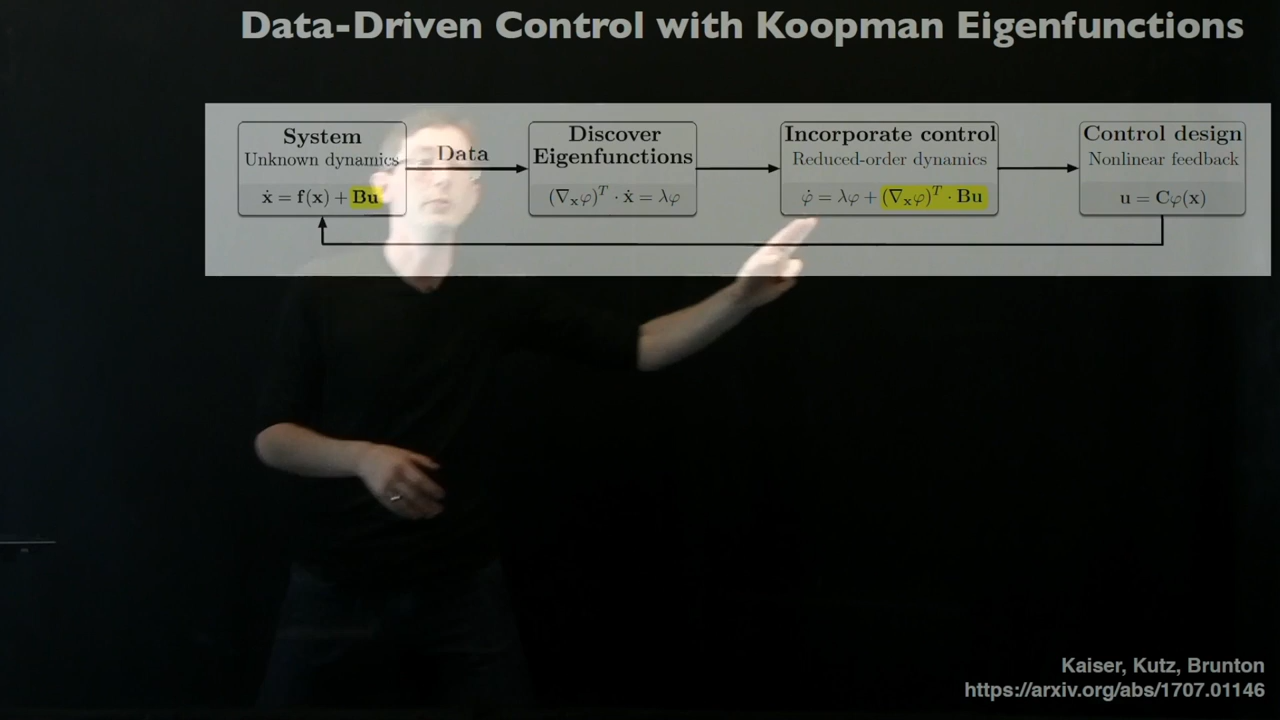 Data-Driven Control with Koopman Eigenfunctions
System
Unknown dynamics
ẋ = f(x) + Bu
Data
Discover
Eigenfunctions
(∇ₓφ)ᵀ · ẋ = λφ
Incorporate control
Reduced-order dynamics
φ̇ = λφ + (∇ₓφ)ᵀ · Bu
Control design
Nonlinear feedback
u = Cφ(x)
Kaiser, Kutz, Brunton
https://arxiv.org/abs/1707.01146